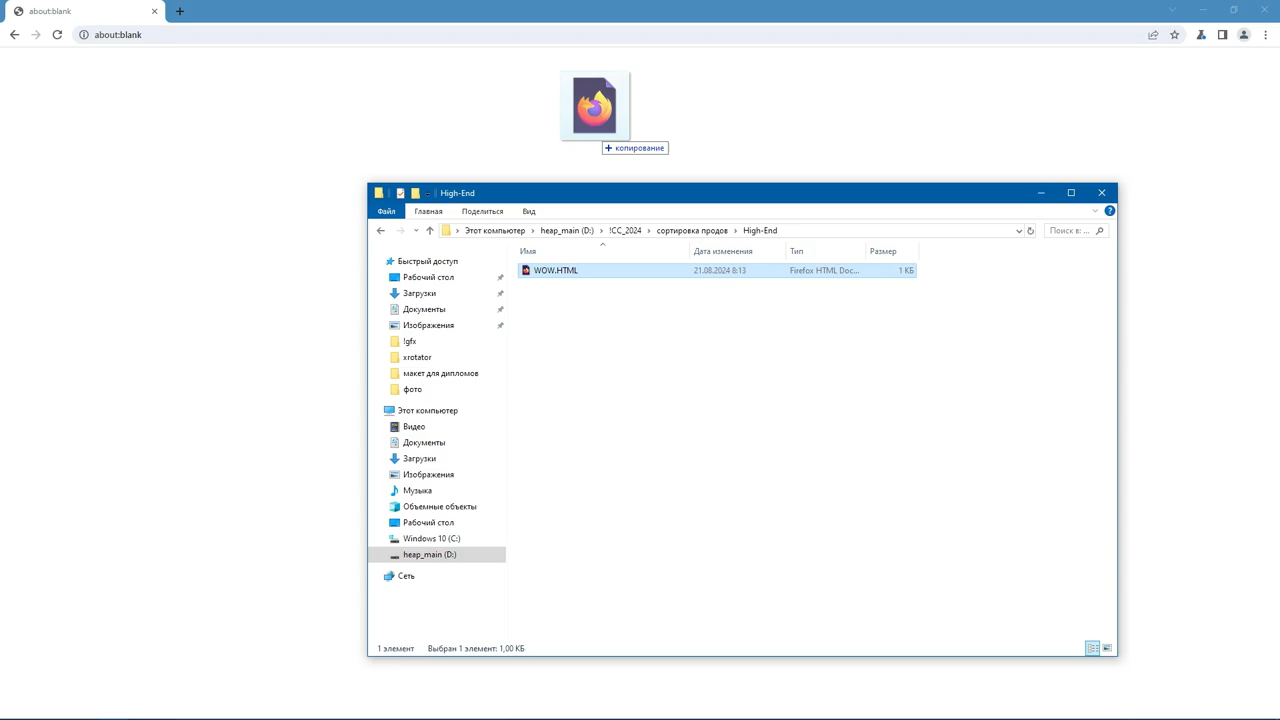 about:blank
about:blank
копирование
High-End
Файл
Главная
Поделиться
Вид
Этот компьютер
heap_main (D:)
!CC_2024
сортировка продов
High-End
Поиск в: ...
Имя
Дата изменения
Тип
Размер
WOW.HTML
21.08.2024 8:13
Firefox HTML Doc...
1 КБ
Быстрый доступ
Рабочий стол
Загрузки
Документы
Изображения
!gfx
xrotator
макет для дипломов
фото
Этот компьютер
Видео
Документы
Загрузки
Изображения
Музыка
Объемные объекты
Рабочий стол
Windows 10 (C:)
heap_main (D:)
Сеть
1 элемент
Выбран 1 элемент: 1,00 КБ